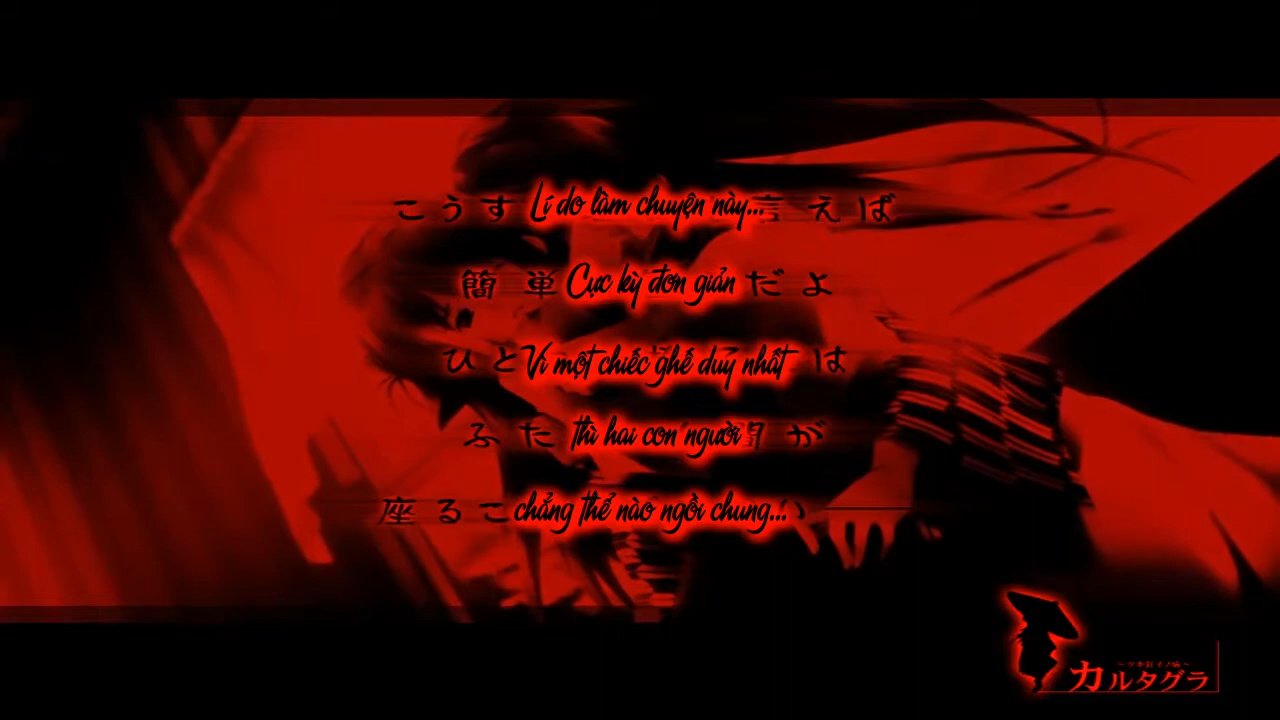 こうす Lí do làm chuyện này... 言えば
簡単 Cực kỳ đơn giản だよ
ひと Vì một chiếc ghế duy nhất は
ふた thì hai con người が
座るこ chẳng thể nào ngồi chung... い
カルタグラ